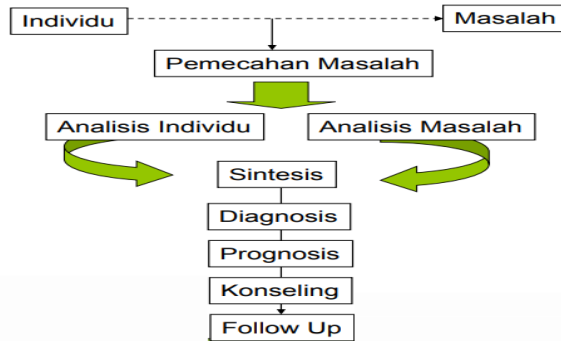 Individu
Masalah
Pemecahan Masalah
Analisis Individu
Analisis Masalah
Sintesis
Diagnosis
Prognosis
Konseling
Follow Up